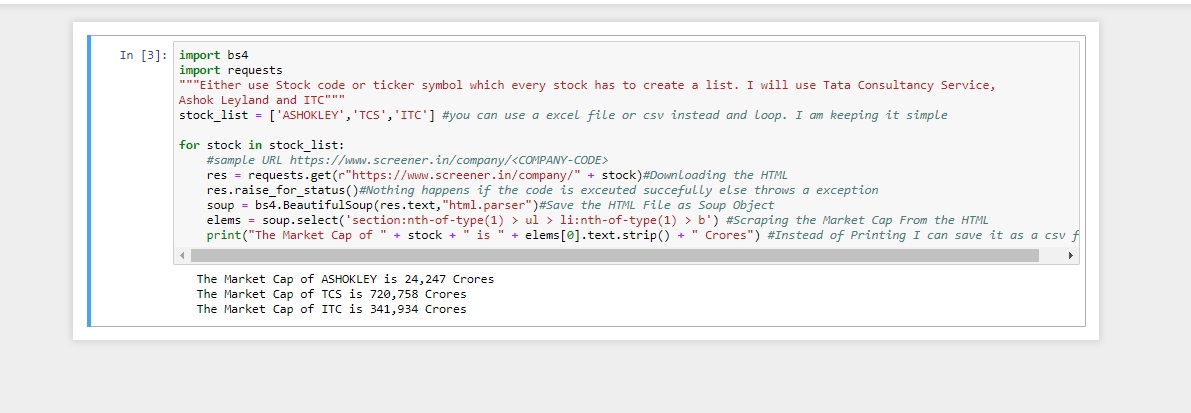 In [3]: import bs4
import requests
"""Either use Stock code or ticker symbol which every stock has to create a list. I will use Tata Consultancy Service,
Ashok Leyland and ITC"""
stock_list = ['ASHOKLEY','TCS','ITC'] #you can use a excel file or csv instead and loop. I am keeping it simple
for stock in stock_list:
#sample URL https://www.screener.in/company/<COMPANY-CODE>
res = requests.get(r"https://www.screener.in/company/" + stock)#Downloading the HTML
res.raise_for_status()#Nothing happens if the code is exceuted succefully else throws a exception
soup = bs4.BeautifulSoup(res.text,"html.parser")#Save the HTML File as Soup Object
elems = soup.select('section:nth-of-type(1) > ul > li:nth-of-type(1) > b') #Scraping the Market Cap From the HTML
print("The Market Cap of " + stock + " is " + elems[0].text.strip() + " Crores") #Instead of Printing I can save it as a csv f
The Market Cap of ASHOKLEY is 24,247 Crores
The Market Cap of TCS is 720,758 Crores
The Market Cap of ITC is 341,934 Crores